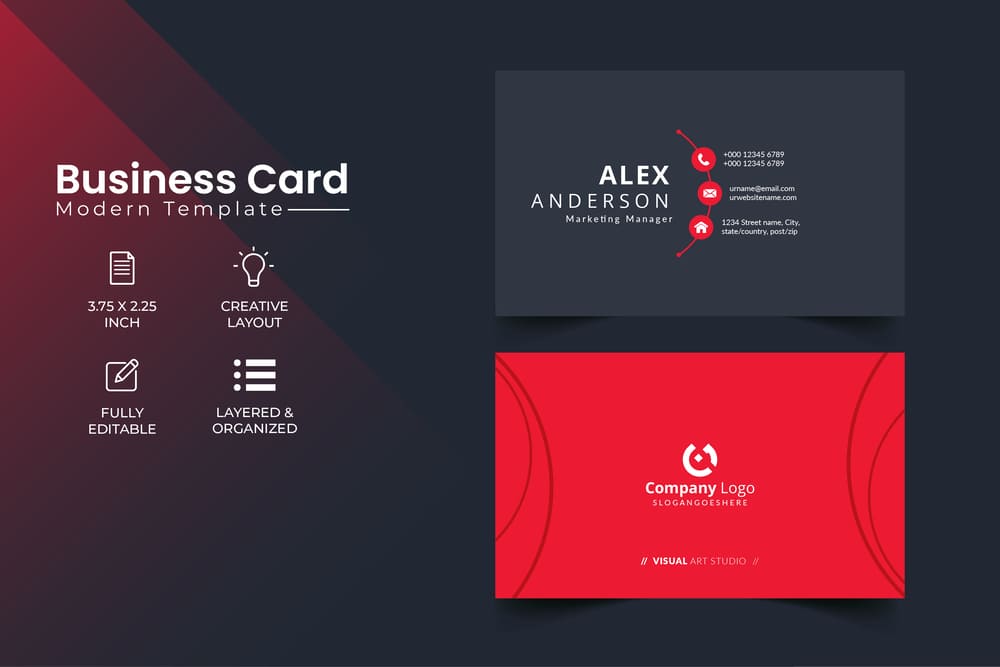 Business Card
Modern Template
3.75 X 2.25
INCH
CREATIVE
LAYOUT
FULLY
EDITABLE
LAYERED &
ORGANIZED
ALEX
ANDERSON
Marketing Manager
+000 12345 6789
+000 12345 6789
urname@email.com
urwebsitename.com
1234 Street name, City,
state/country, post/zip
Company Logo
SLOGANGOESHERE
// VISUAL ART STUDIO //